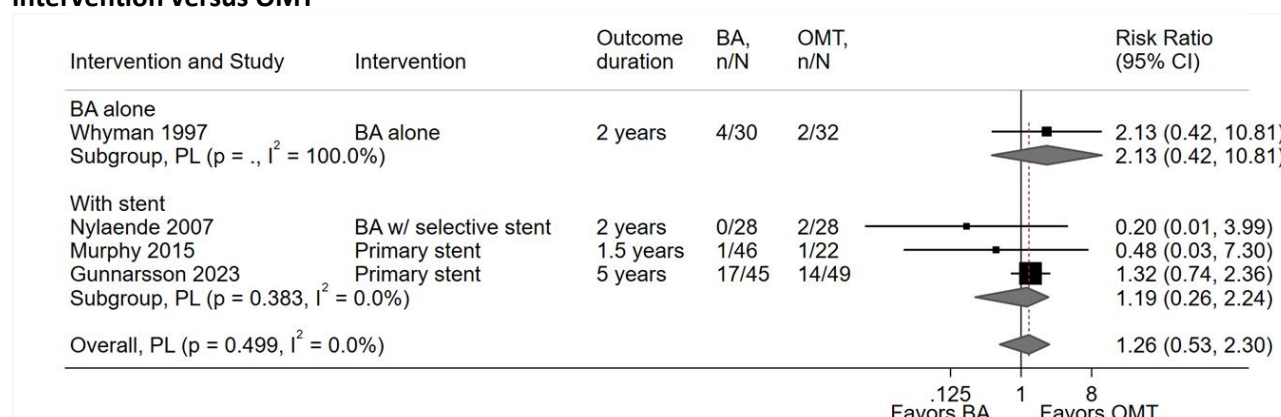 Intervention versus OMT
Intervention and Study Intervention Outcome duration BA, n/N OMT, n/N Risk Ratio (95% CI)
BA alone
Whyman 1997 BA alone 2 years 4/30 2/32 2.13 (0.42, 10.81)
Subgroup, PL (p = ., I² = 100.0%) 2.13 (0.42, 10.81)
With stent
Nylaende 2007 BA w/ selective stent 2 years 0/28 2/28 0.20 (0.01, 3.99)
Murphy 2015 Primary stent 1.5 years 1/46 1/22 0.48 (0.03, 7.30)
Gunnarsson 2023 Primary stent 5 years 17/45 14/49 1.32 (0.74, 2.36)
Subgroup, PL (p = 0.383, I² = 0.0%) 1.19 (0.26, 2.24)
Overall, PL (p = 0.499, I² = 0.0%) 1.26 (0.53, 2.30)
.125 1 8
Favors BA Favors OMT